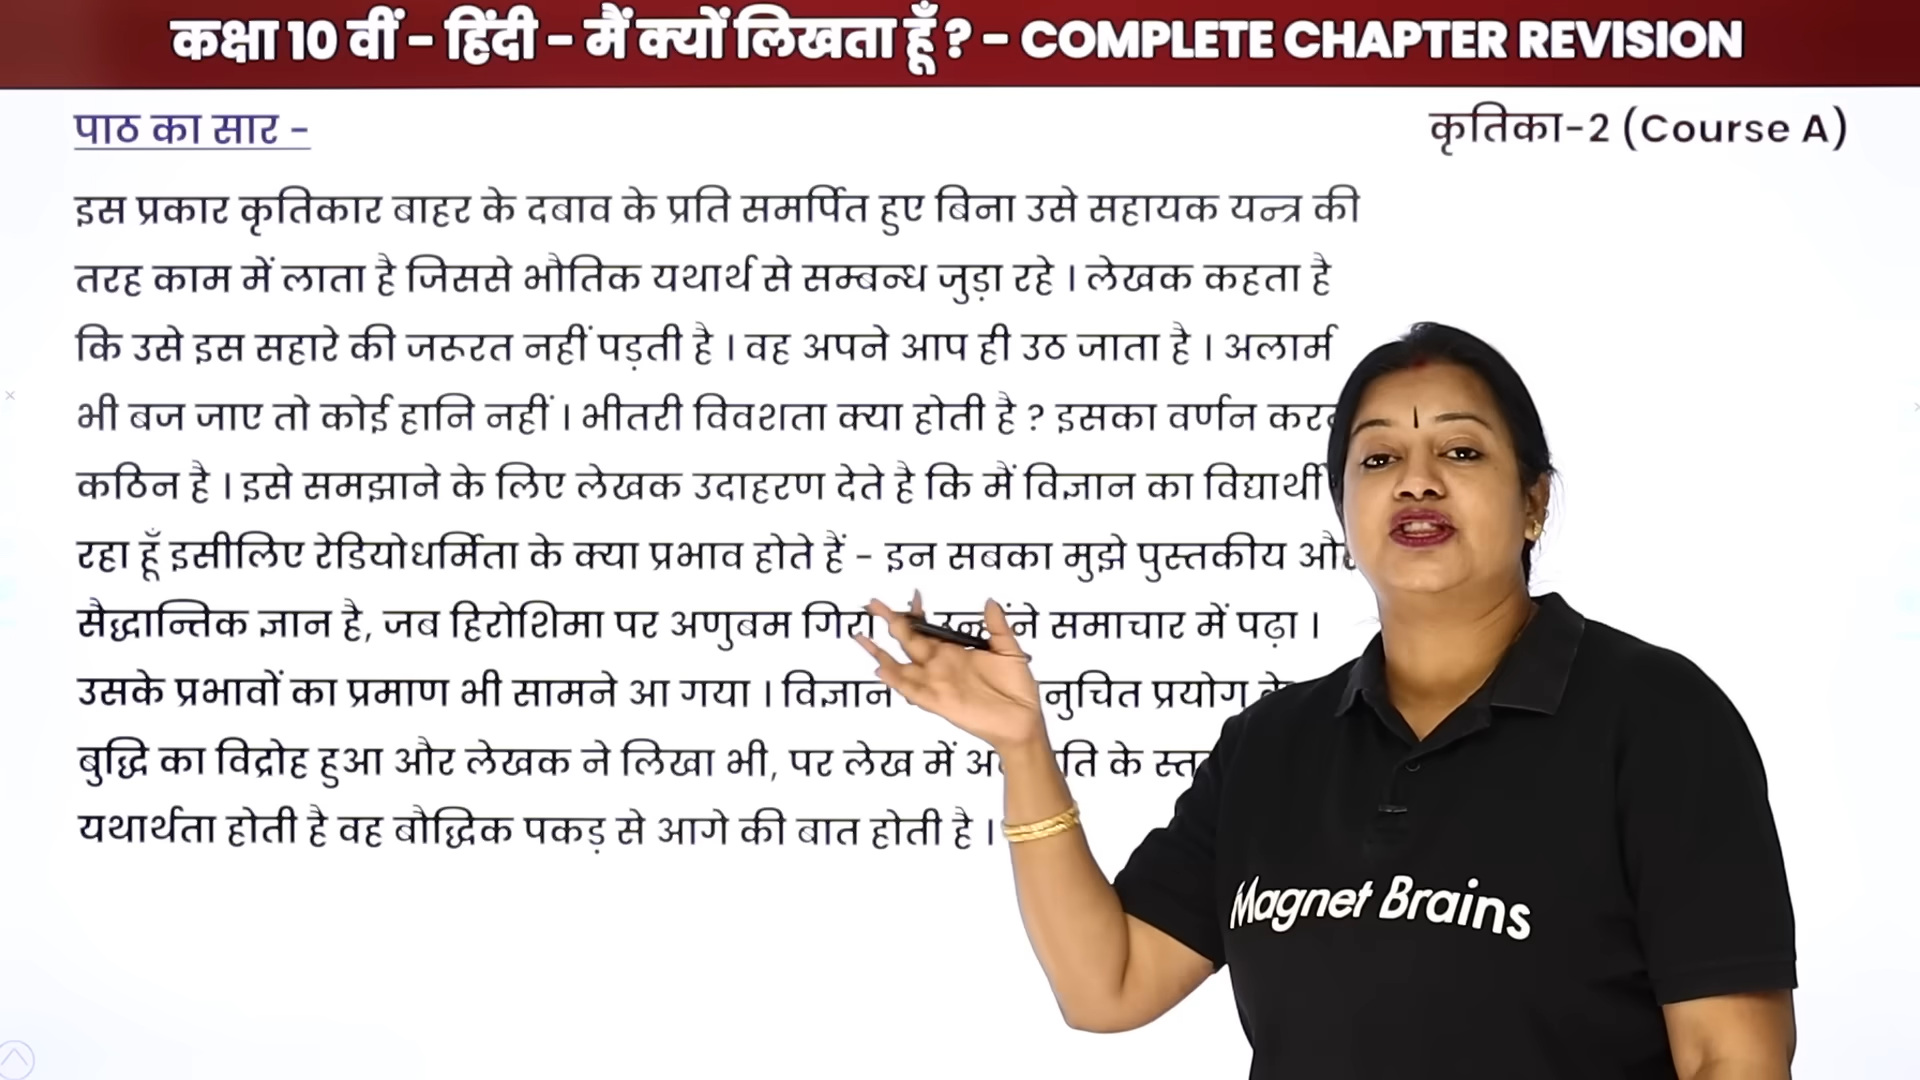 कक्षा 10 वीं - हिंदी - मैं क्यों लिखता हूँ ? - COMPLETE CHAPTER REVISION
पाठ का सार -
कृतिका-2 (Course A)
इस प्रकार कृतिकार बाहर के दबाव के प्रति समर्पित हुए बिना उसे सहायक यन्त्र की
तरह काम में लाता है जिससे भौतिक यथार्थ से सम्बन्ध जुड़ा रहे । लेखक कहता है
कि उसे इस सहारे की जरूरत नहीं पड़ती है । वह अपने आप ही उठ जाता है । अलार्म
भी बज जाए तो कोई हानि नहीं । भीतरी विवशता क्या होती है ? इसका वर्णन
कठिन है । इसे समझाने के लिए लेखक उदाहरण देते है कि मैं विज्ञान का विद्यार्थी
रहा हूँ इसीलिए रेडियोधर्मिता के क्या प्रभाव होते हैं - इन सबका मुझे पुस्तकीय
सैद्धान्तिक ज्ञान है, जब हिरोशिमा पर अणुबम समाचार में पढ़ा ।
उसके प्रभावों का प्रमाण भी सामने आ गया । विज्ञान प्रयोग
बुद्धि का विद्रोह हुआ और लेखक ने लिखा भी, पर लेख में के
यथार्थता होती है वह बौद्धिक पकड़ से आगे की बात होती है ।
Magnet Brains